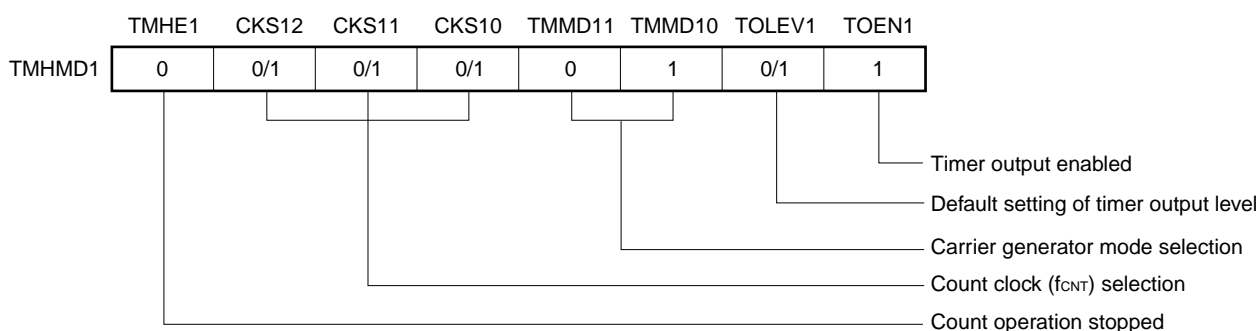 TMHE1 CKS12 CKS11 CKS10 TMMD11 TMMD10 TOLEV1 TOEN1
TMHMD1 0 0/1 0/1 0/1 0 1 0/1 1
Timer output enabled
Default setting of timer output level
Carrier generator mode selection
Count clock (fCNT) selection
Count operation stopped